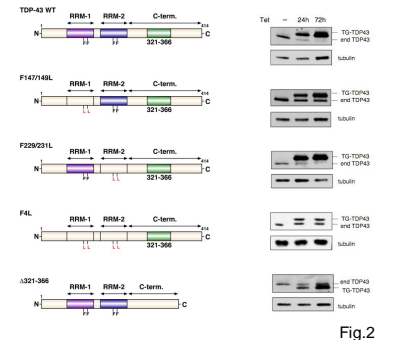 TDP-43 WT
RRM-1 RRM-2 C-term.
1 414
N C
F F F F
321-366
Tet – 24h 72h
TG-TDP43
end TDP43
tubulin
F147/149L
RRM-1 RRM-2 C-term.
1 414
N C
L L F F
321-366
TG-TDP43
end TDP43
tubulin
F229/231L
RRM-1 RRM-2 C-term.
1 414
N C
F F L L
321-366
TG-TDP43
end TDP43
tubulin
F4L
RRM-1 RRM-2 C-term.
1 414
N C
L L L L
321-366
TG-TDP43
end TDP43
tubulin
Δ321-366
RRM-1 RRM-2 C-term.
1
N C
F F F F
end TDP43
TG-TDP43
tubulin
Fig.2